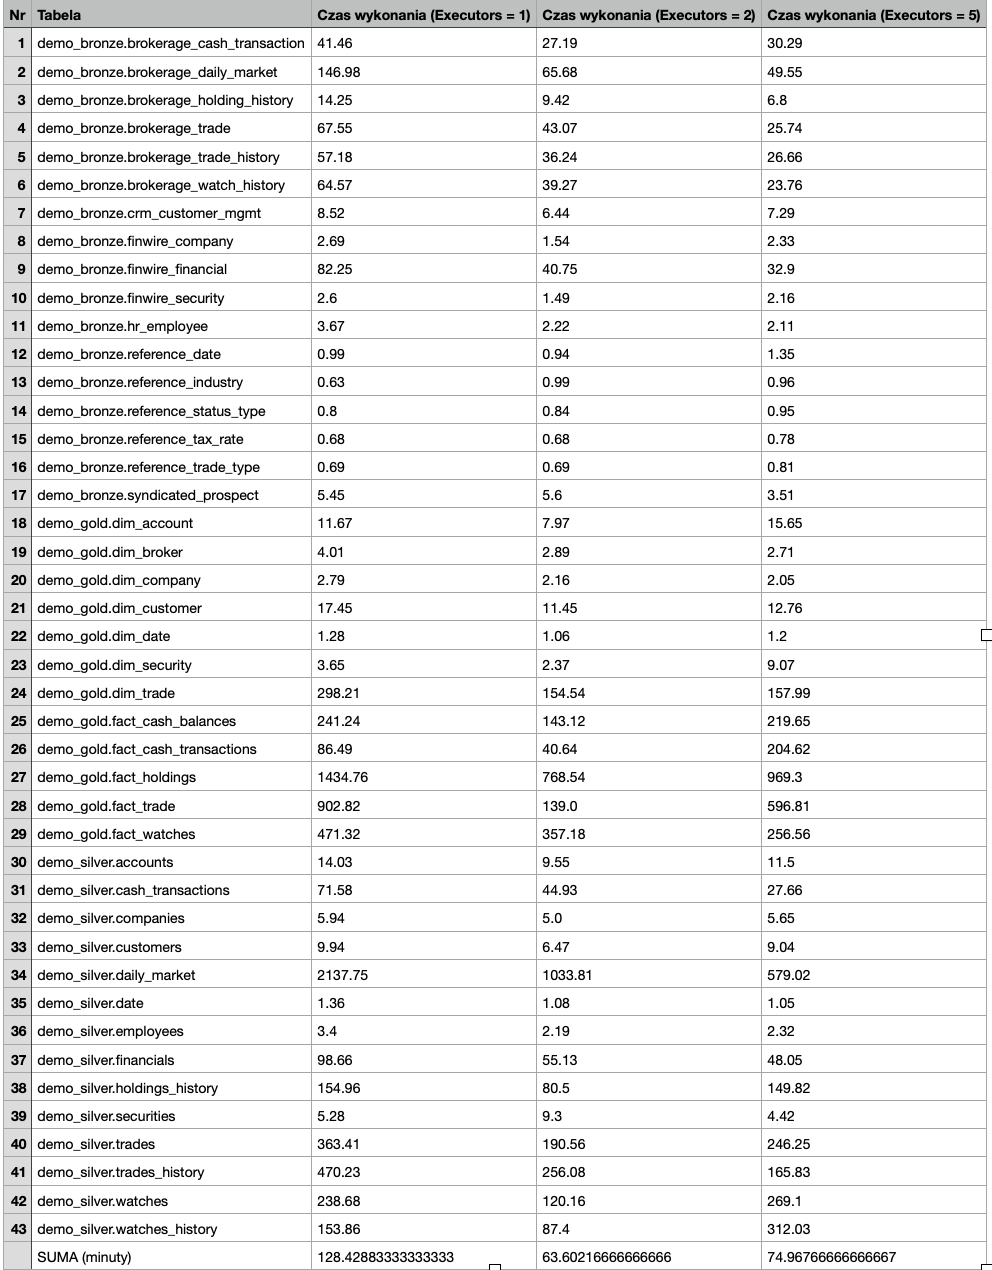 Nr Tabela Czas wykonania (Executors = 1) Czas wykonania (Executors = 2) Czas wykonania (Executors = 5)
1 demo_bronze.brokerage_cash_transaction 41.46 27.19 30.29
2 demo_bronze.brokerage_daily_market 146.98 65.68 49.55
3 demo_bronze.brokerage_holding_history 14.25 9.42 6.8
4 demo_bronze.brokerage_trade 67.55 43.07 25.74
5 demo_bronze.brokerage_trade_history 57.18 36.24 26.66
6 demo_bronze.brokerage_watch_history 64.57 39.27 23.76
7 demo_bronze.crm_customer_mgmt 8.52 6.44 7.29
8 demo_bronze.finwire_company 2.69 1.54 2.33
9 demo_bronze.finwire_financial 82.25 40.75 32.9
10 demo_bronze.finwire_security 2.6 1.49 2.16
11 demo_bronze.hr_employee 3.67 2.22 2.11
12 demo_bronze.reference_date 0.99 0.94 1.35
13 demo_bronze.reference_industry 0.63 0.99 0.96
14 demo_bronze.reference_status_type 0.8 0.84 0.95
15 demo_bronze.reference_tax_rate 0.68 0.68 0.78
16 demo_bronze.reference_trade_type 0.69 0.69 0.81
17 demo_bronze.syndicated_prospect 5.45 5.6 3.51
18 demo_gold.dim_account 11.67 7.97 15.65
19 demo_gold.dim_broker 4.01 2.89 2.71
20 demo_gold.dim_company 2.79 2.16 2.05
21 demo_gold.dim_customer 17.45 11.45 12.76
22 demo_gold.dim_date 1.28 1.06 1.2
23 demo_gold.dim_security 3.65 2.37 9.07
24 demo_gold.dim_trade 298.21 154.54 157.99
25 demo_gold.fact_cash_balances 241.24 143.12 219.65
26 demo_gold.fact_cash_transactions 86.49 40.64 204.62
27 demo_gold.fact_holdings 1434.76 768.54 969.3
28 demo_gold.fact_trade 902.82 139.0 596.81
29 demo_gold.fact_watches 471.32 357.18 256.56
30 demo_silver.accounts 14.03 9.55 11.5
31 demo_silver.cash_transactions 71.58 44.93 27.66
32 demo_silver.companies 5.94 5.0 5.65
33 demo_silver.customers 9.94 6.47 9.04
34 demo_silver.daily_market 2137.75 1033.81 579.02
35 demo_silver.date 1.36 1.08 1.05
36 demo_silver.employees 3.4 2.19 2.32
37 demo_silver.financials 98.66 55.13 48.05
38 demo_silver.holdings_history 154.96 80.5 149.82
39 demo_silver.securities 5.28 9.3 4.42
40 demo_silver.trades 363.41 190.56 246.25
41 demo_silver.trades_history 470.23 256.08 165.83
42 demo_silver.watches 238.68 120.16 269.1
43 demo_silver.watches_history 153.86 87.4 312.03
SUMA (minuty) 128.42883333333333 63.60216666666666 74.96766666666667